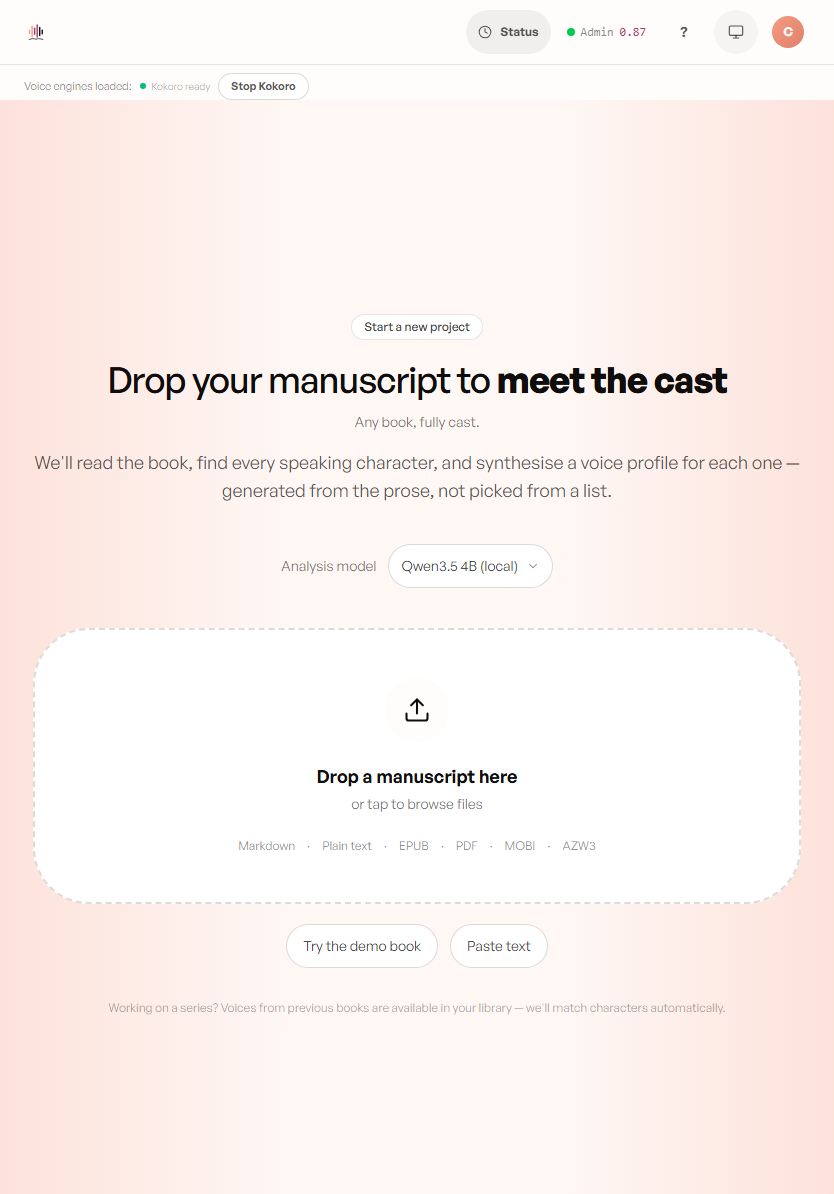 Status
Admin 0.87
?
C
Voice engines loaded: Kokoro ready Stop Kokoro
Start a new project
Drop your manuscript to meet the cast
Any book, fully cast.
We'll read the book, find every speaking character, and synthesise a voice profile for each one —
generated from the prose, not picked from a list.
Analysis model Qwen3.5 4B (local)
Drop a manuscript here
or tap to browse files
Markdown · Plain text · EPUB · PDF · MOBI · AZW3
Try the demo book Paste text
Working on a series? Voices from previous books are available in your library — we'll match characters automatically.